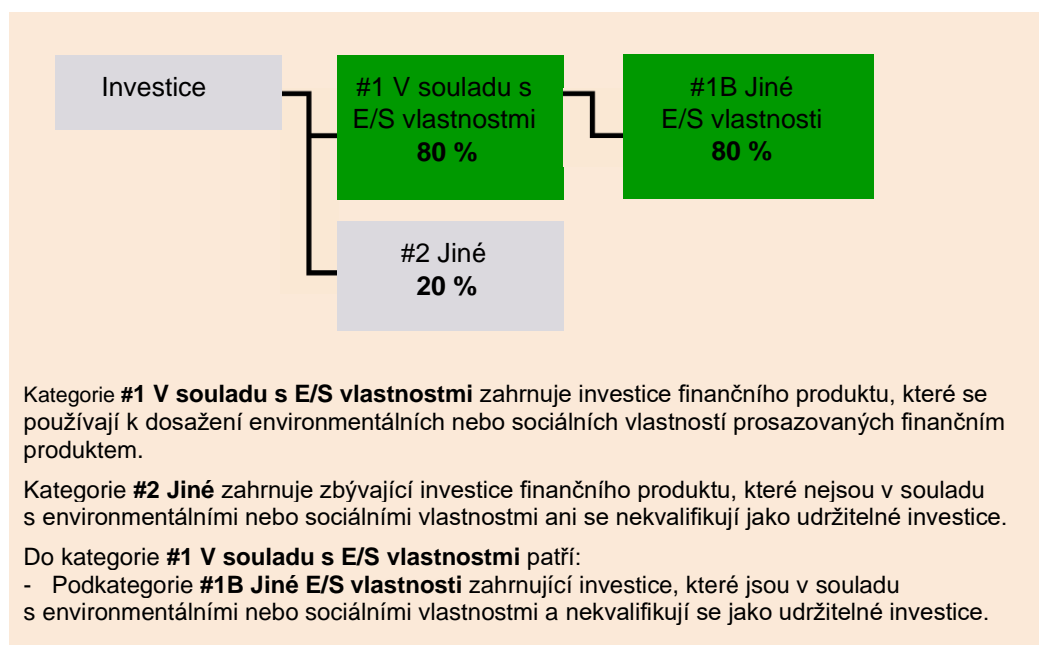 Investice
#1 V souladu s
E/S vlastnostmi
80 %
#1B Jiné
E/S vlastnosti
80 %
#2 Jiné
20 %
Kategorie #1 V souladu s E/S vlastnostmi zahrnuje investice finančního produktu, které se
používají k dosažení environmentálních nebo sociálních vlastností prosazovaných finančním
produktem.
Kategorie #2 Jiné zahrnuje zbývající investice finančního produktu, které nejsou v souladu
s environmentálními nebo sociálními vlastnostmi ani se nekvalifikují jako udržitelné investice.
Do kategorie #1 V souladu s E/S vlastnostmi patří:
- Podkategorie #1B Jiné E/S vlastnosti zahrnující investice, které jsou v souladu
s environmentálními nebo sociálními vlastnostmi a nekvalifikují se jako udržitelné investice.